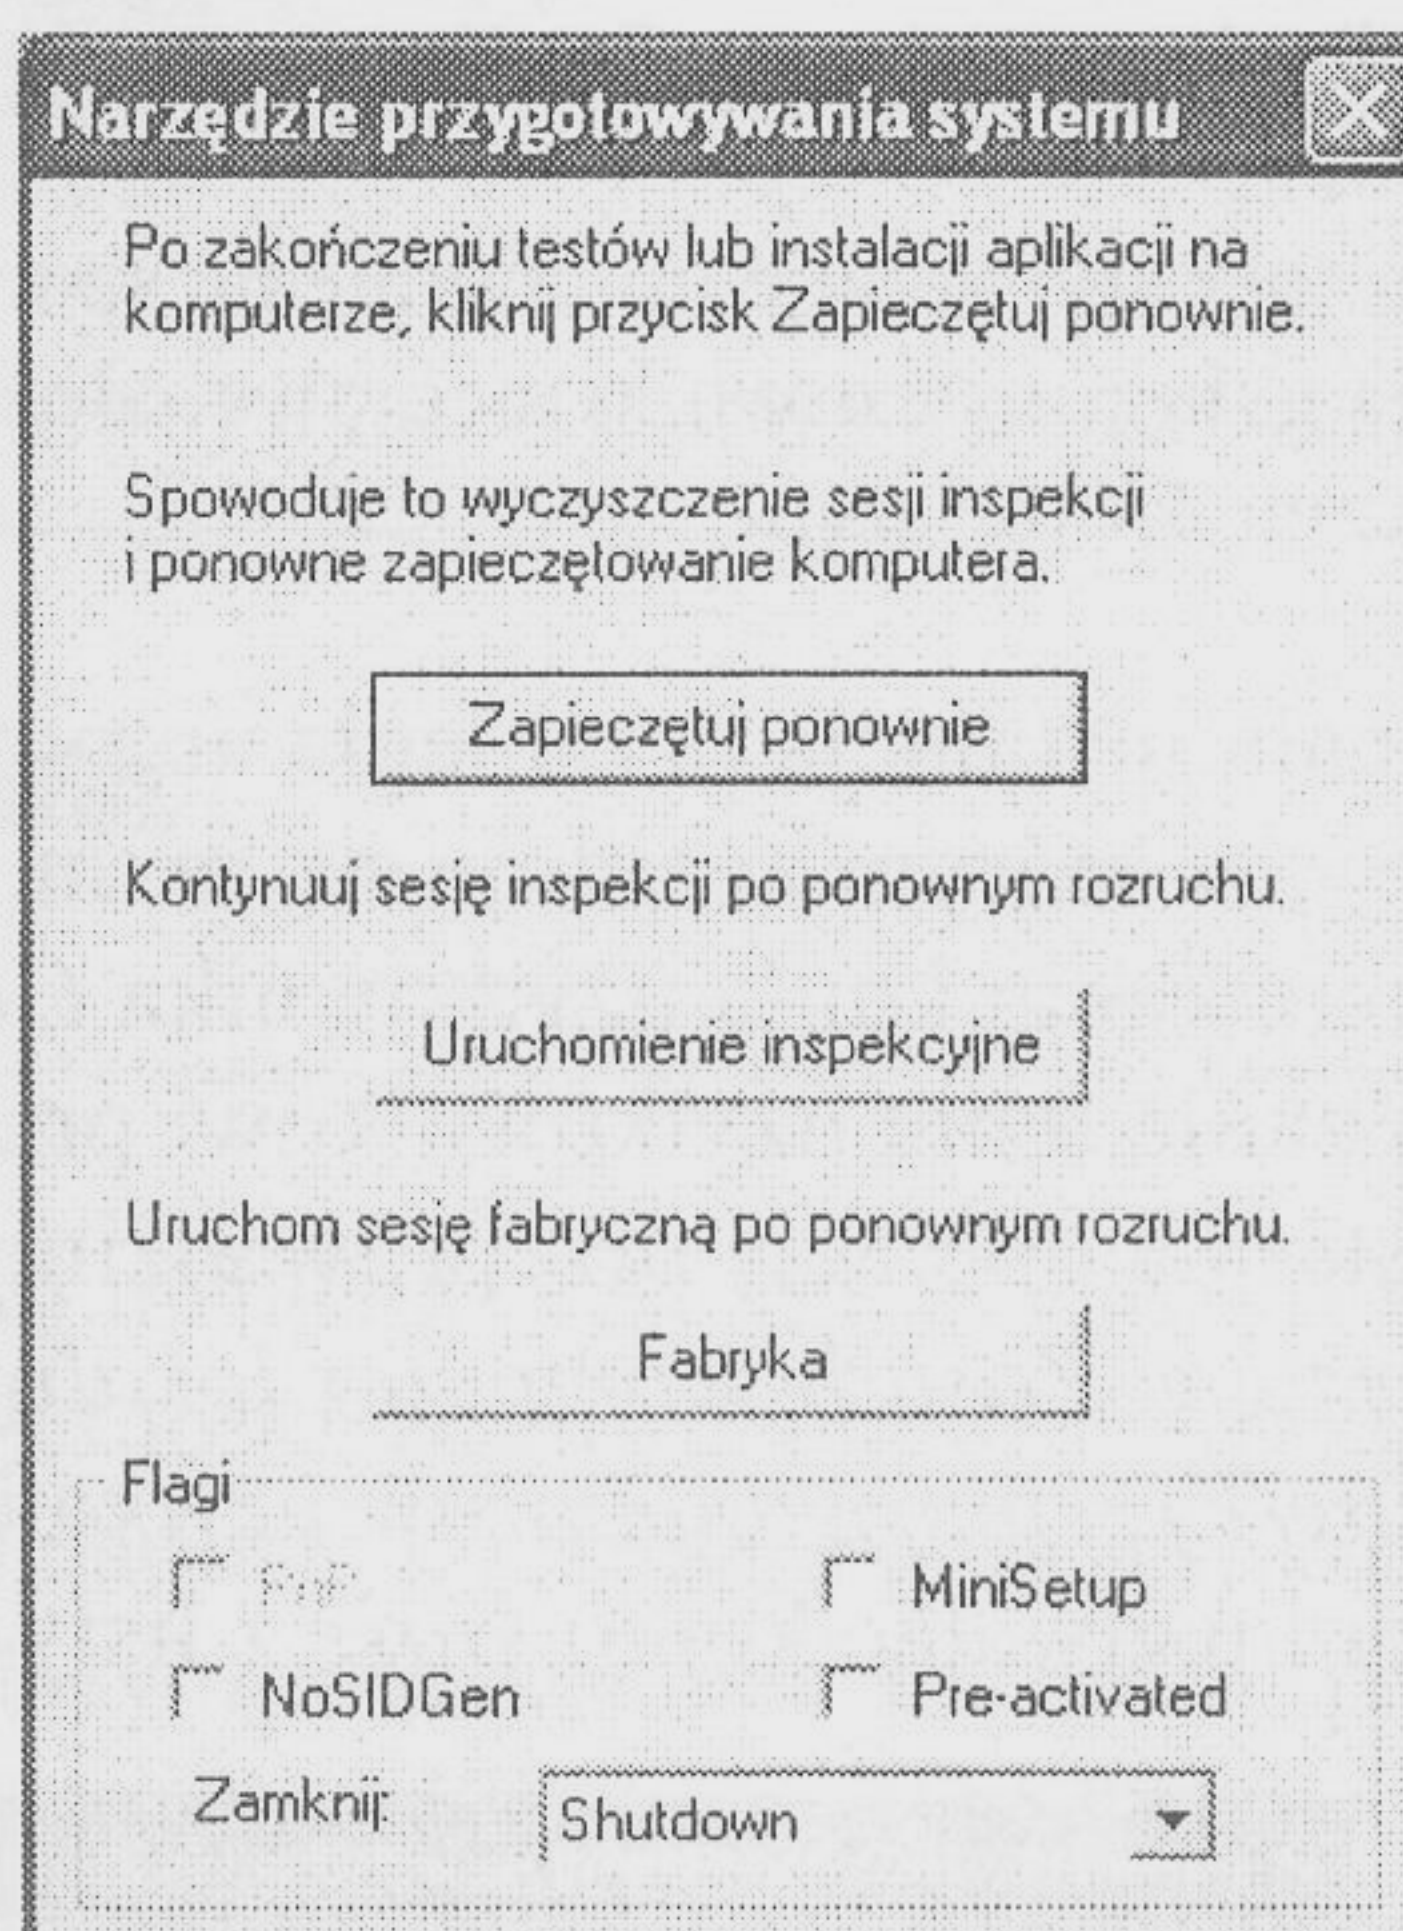 Narzędzie przygotowywania systemu
Po zakończeniu testów lub instalacji aplikacji na
komputerze, kliknij przycisk Zapieczętuj ponownie.
Spowoduje to wyczyszczenie sesji inspekcji
i ponowne zapieczętowanie komputera.
Zapieczętuj ponownie
Kontynuuj sesję inspekcji po ponownym rozruchu.
Uruchomienie inspekcyjne
Uruchom sesję fabryczną po ponownym rozruchu.
Fabryka
Flagi
PnP MiniSetup
NoSIDGen Pre-activated
Zamknij: Shutdown